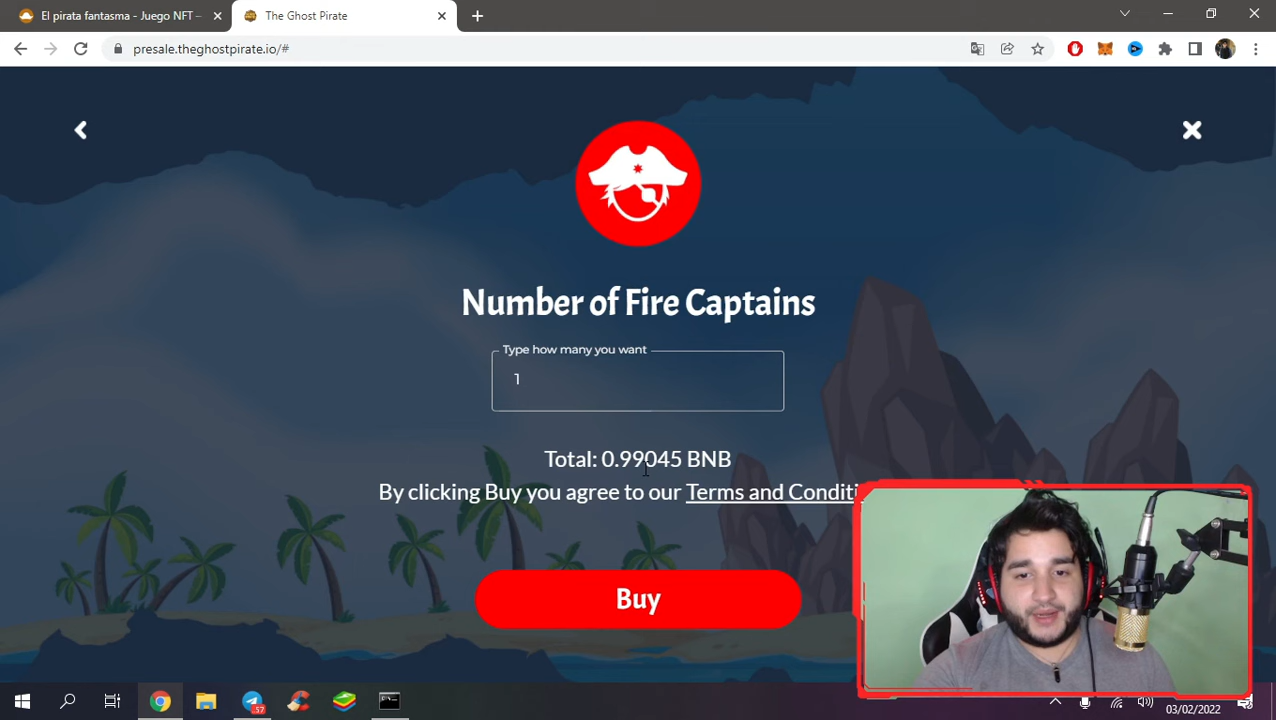 El pirata fantasma - Juego NFT –
The Ghost Pirate
presale.theghostpirate.io/#
Number of Fire Captains
Type how many you want
1
Total: 0.99045 BNB
By clicking Buy you agree to our Terms and Conditi
Buy
57
03/02/2022